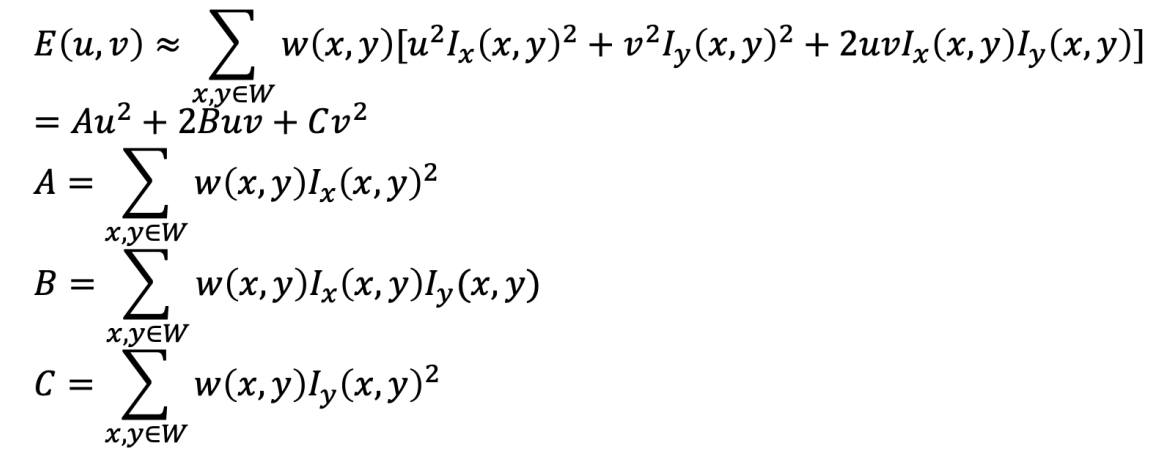 E(u, v) ≈ ∑_{x,y∈W} w(x, y)[u²I_x(x, y)² + v²I_y(x, y)² + 2uvI_x(x, y)I_y(x, y)]
= Au² + 2Buv + Cv²
A = ∑_{x,y∈W} w(x, y)I_x(x, y)²
B = ∑_{x,y∈W} w(x, y)I_x(x, y)I_y(x, y)
C = ∑_{x,y∈W} w(x, y)I_y(x, y)²